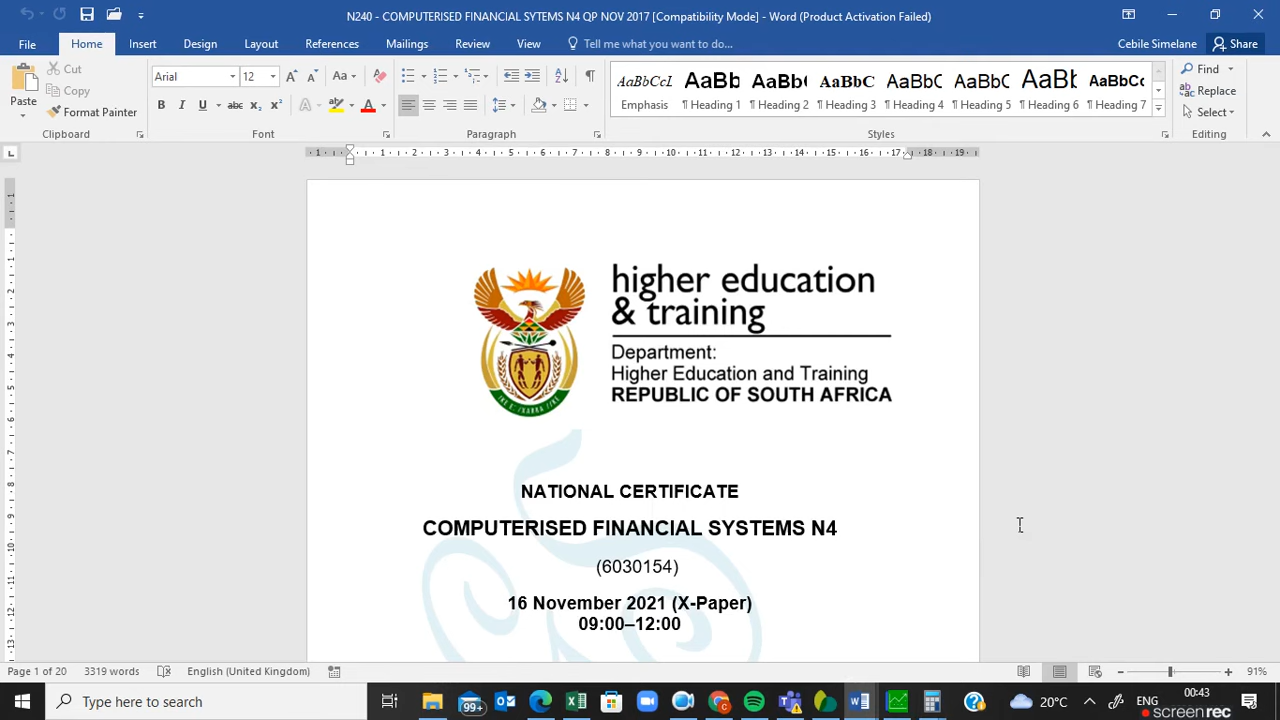 N240 - COMPUTERISED FINANCIAL SYTEMS N4 QP NOV 2017 [Compatibility Mode] - Word (Product Activation Failed)
File Home Insert Design Layout References Mailings Review View Tell me what you want to do... Cebile Simelane Share
Paste
Cut
Copy
Format Painter
Clipboard
Arial 12
Font
Paragraph
AaBbCcL AaBb AaBb AaBbC AaBbC AaBbC AaBb AaBbCc
Emphasis ¶ Heading 1 ¶ Heading 2 ¶ Heading 3 ¶ Heading 4 ¶ Heading 5 ¶ Heading 6 ¶ Heading 7
Styles
Find
Replace
Select
Editing
higher education
& training
Department:
Higher Education and Training
REPUBLIC OF SOUTH AFRICA
NATIONAL CERTIFICATE
COMPUTERISED FINANCIAL SYSTEMS N4
(6030154)
16 November 2021 (X-Paper)
09:00–12:00
Page 1 of 20 3319 words English (United Kingdom) 91%
Type here to search 99+ 20°C ENG 00:43
screenrec